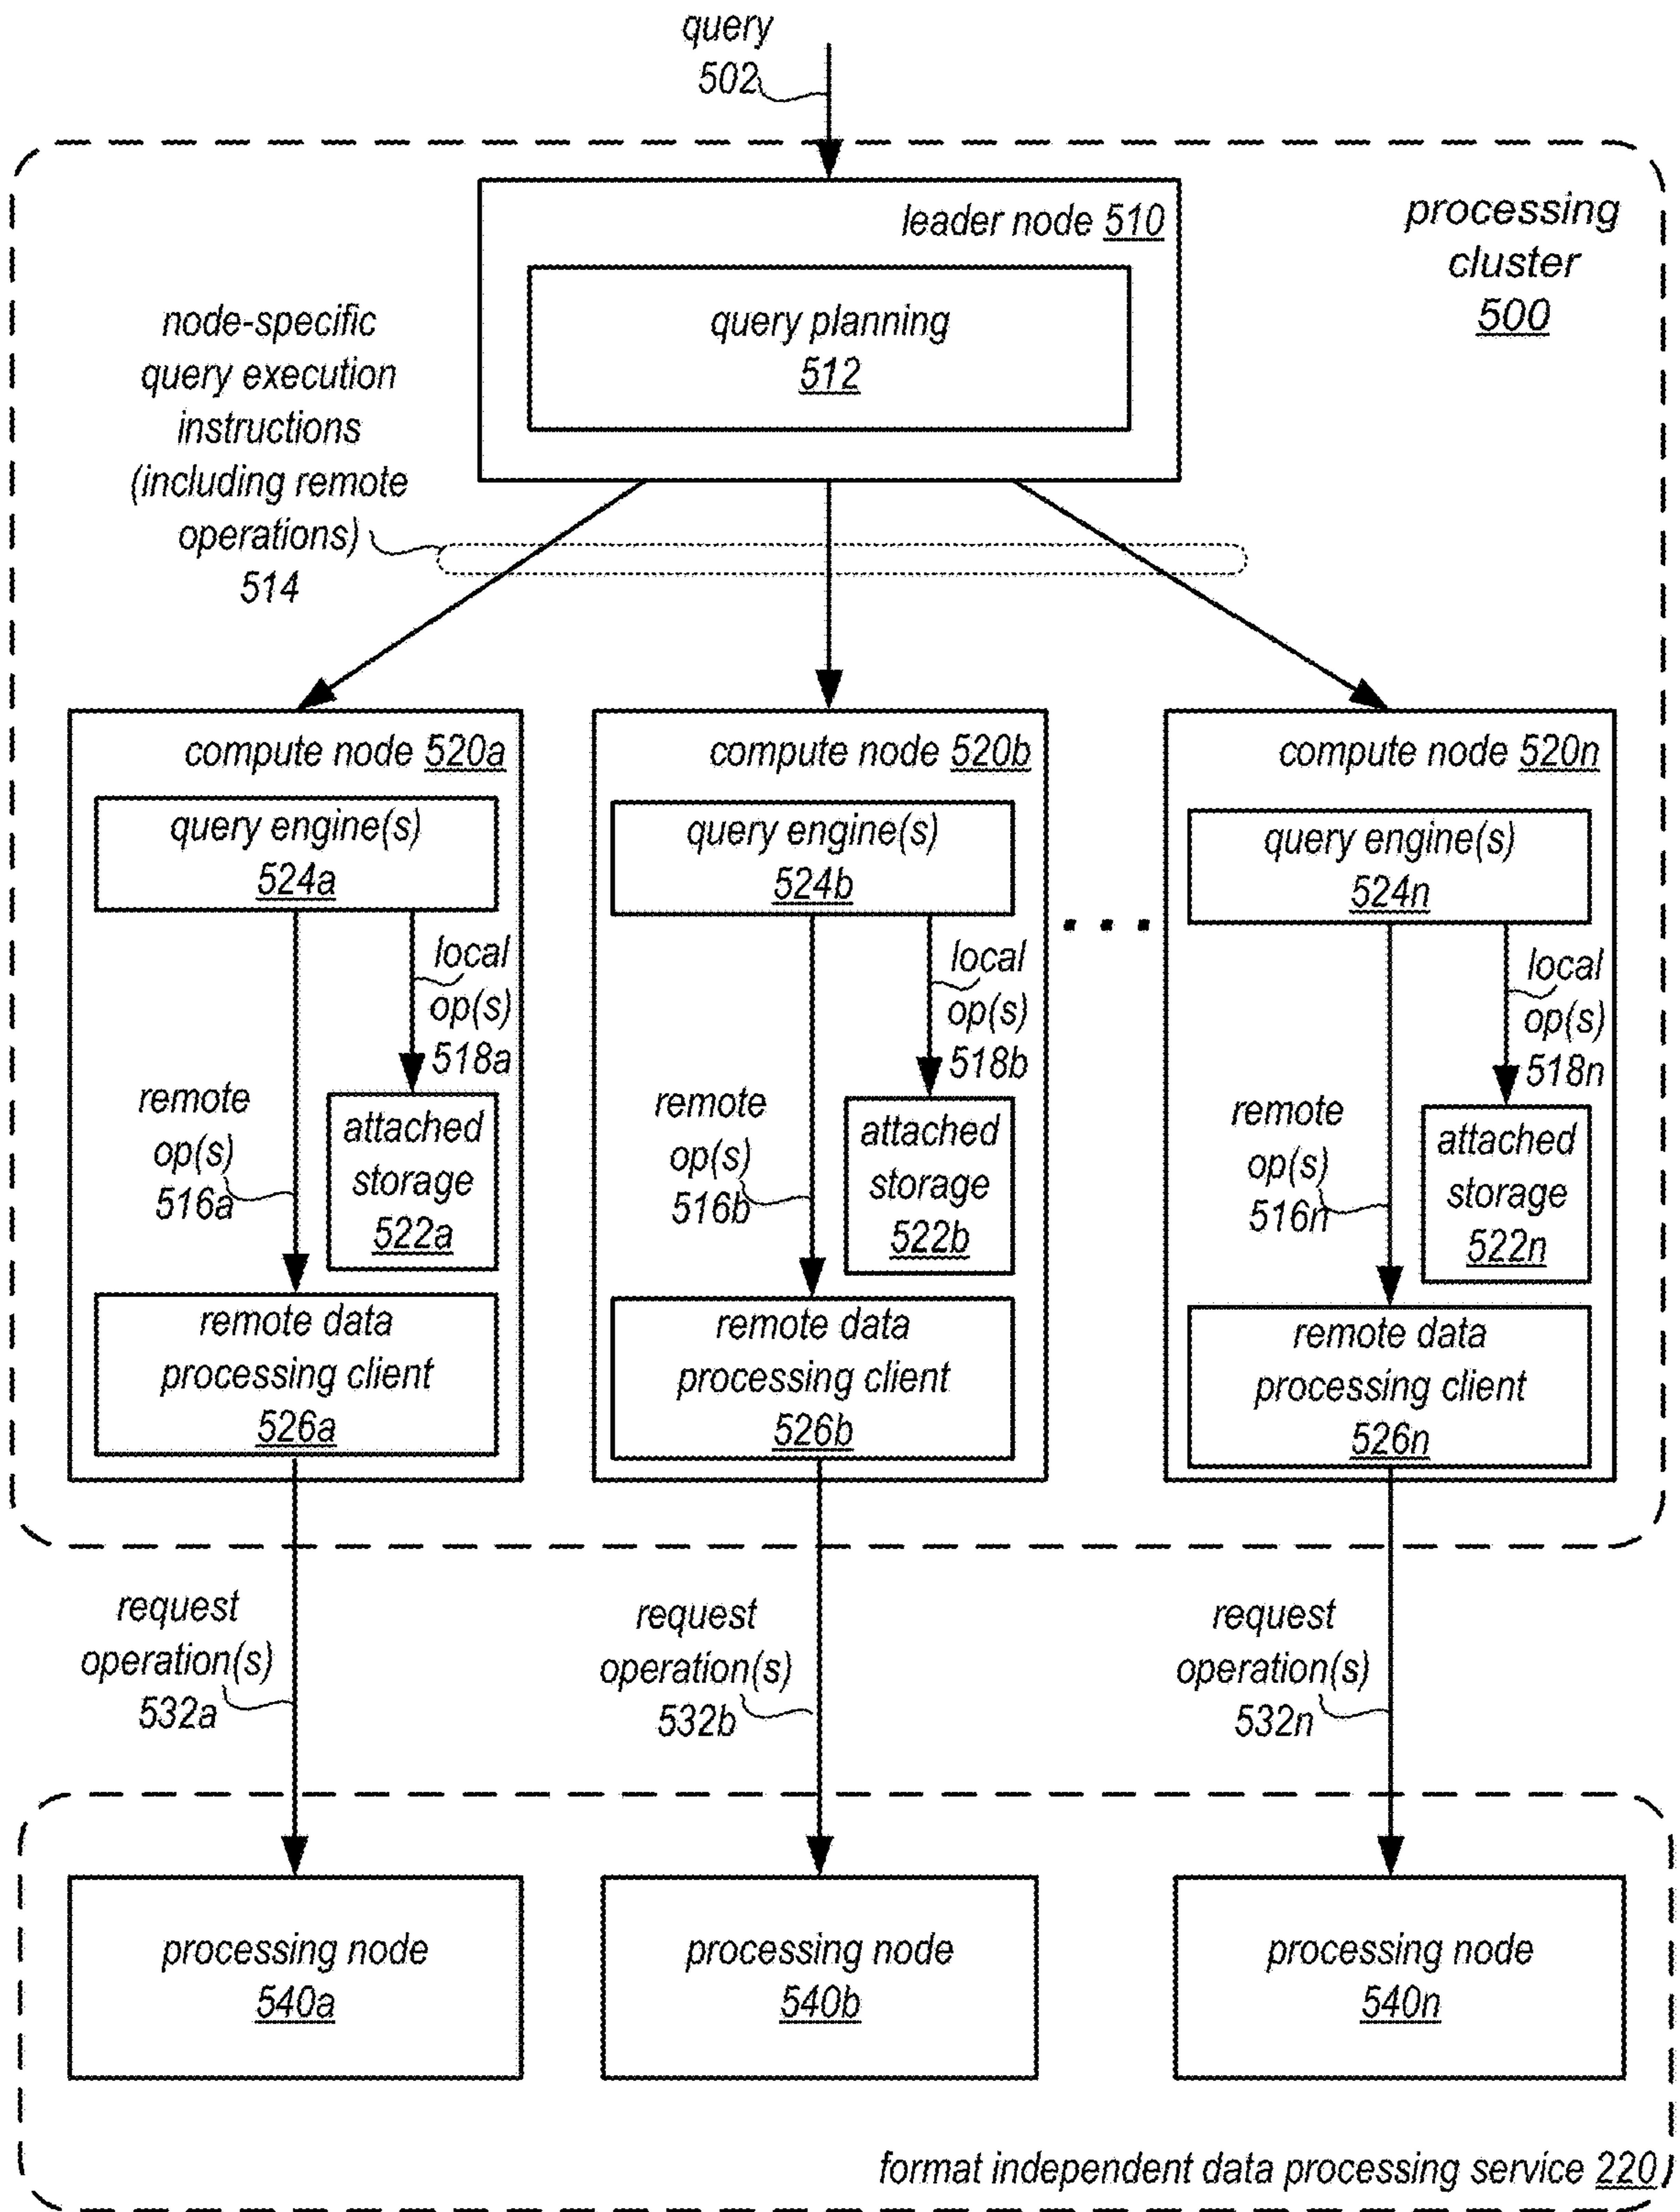 query
502
leader node 510
processing
cluster
500
query planning
512
node-specific
query execution
instructions
(including remote
operations)
514
compute node 520a
query engine(s)
524a
local
op(s)
518a
remote
op(s)
516a
attached
storage
522a
remote data
processing client
526a
compute node 520b
query engine(s)
524b
local
op(s)
518b
remote
op(s)
516b
attached
storage
522b
remote data
processing client
526b
. . .
compute node 520n
query engine(s)
524n
local
op(s)
518n
remote
op(s)
516n
attached
storage
522n
remote data
processing client
526n
request
operation(s)
532a
request
operation(s)
532b
request
operation(s)
532n
processing node
540a
processing node
540b
processing node
540n
format independent data processing service 220